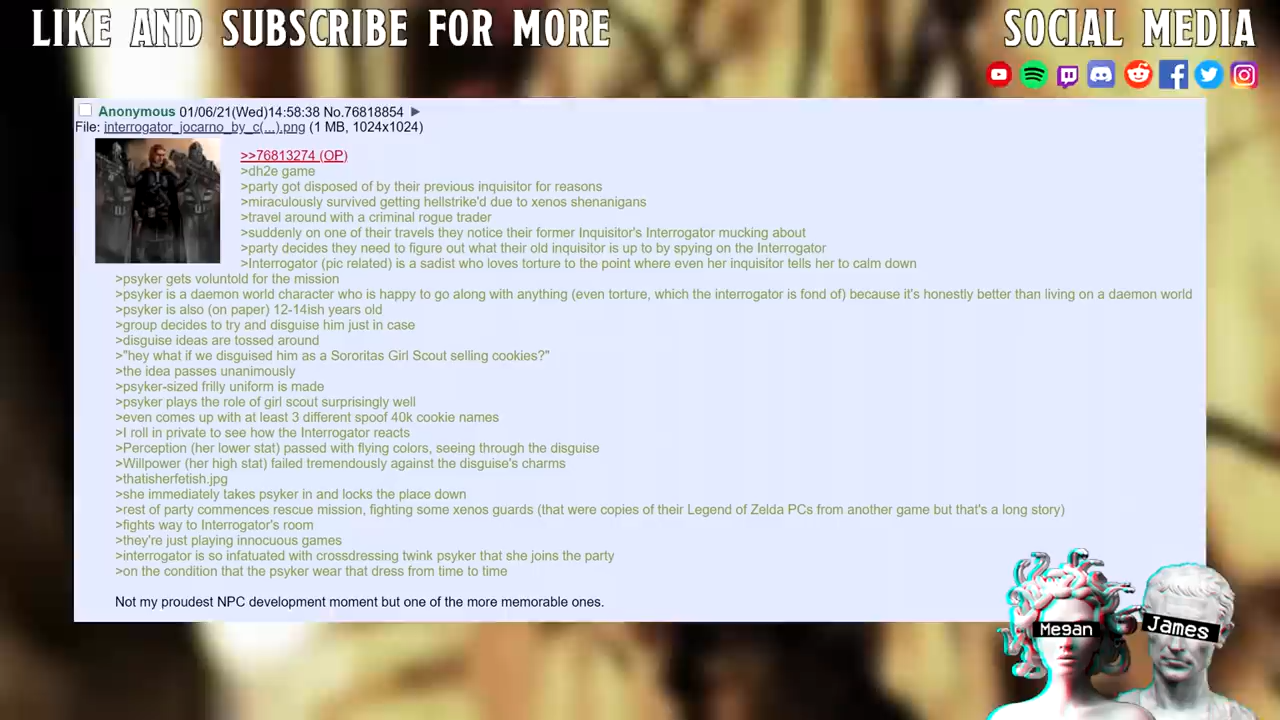 LIKE AND SUBSCRIBE FOR MORE
SOCIAL MEDIA
Anonymous 01/06/21(Wed)14:58:38 No.76818854 ▶
File: interrogator_jocarno_by_c(...).png (1 MB, 1024x1024)
>>76813274 (OP)
>dh2e game
>party got disposed of by their previous inquisitor for reasons
>miraculously survived getting hellstrike'd due to xenos shenanigans
>travel around with a criminal rogue trader
>suddenly on one of their travels they notice their former Inquisitor's Interrogator mucking about
>party decides they need to figure out what their old inquisitor is up to by spying on the Interrogator
>Interrogator (pic related) is a sadist who loves torture to the point where even her inquisitor tells her to calm down
>psyker gets voluntold for the mission
>psyker is a daemon world character who is happy to go along with anything (even torture, which the interrogator is fond of) because it's honestly better than living on a daemon world
>psyker is also (on paper) 12-14ish years old
>group decides to try and disguise him just in case
>disguise ideas are tossed around
>"hey what if we disguised him as a Sororitas Girl Scout selling cookies?"
>the idea passes unanimously
>psyker-sized frilly uniform is made
>psyker plays the role of girl scout surprisingly well
>even comes up with at least 3 different spoof 40k cookie names
>I roll in private to see how the Interrogator reacts
>Perception (her lower stat) passed with flying colors, seeing through the disguise
>Willpower (her high stat) failed tremendously against the disguise's charms
>thatisherfetish.jpg
>she immediately takes psyker in and locks the place down
>rest of party commences rescue mission, fighting some xenos guards (that were copies of their Legend of Zelda PCs from another game but that's a long story)
>fights way to Interrogator's room
>they're just playing innocuous games
>interrogator is so infatuated with crossdressing twink psyker that she joins the party
>on the condition that the psyker wear that dress from time to time
Not my proudest NPC development moment but one of the more memorable ones.
Megan
James